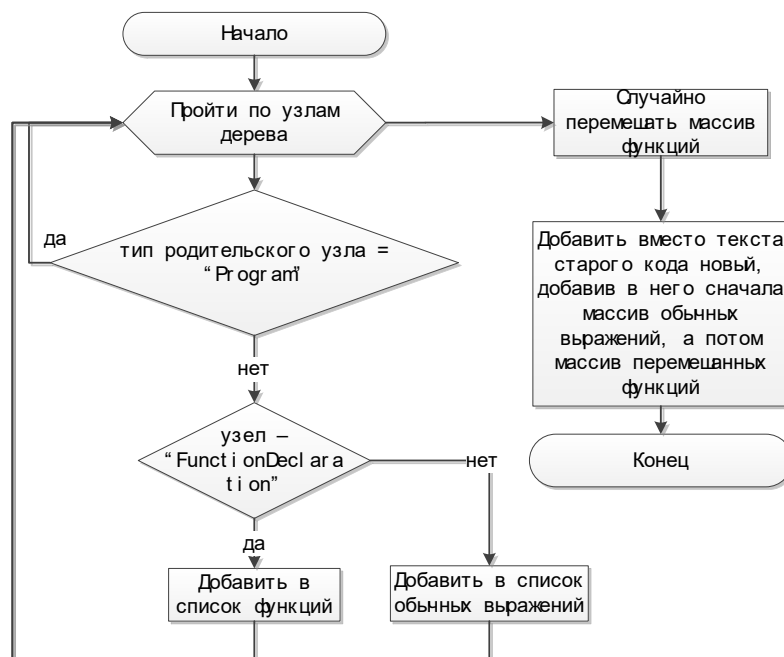 Начало
Пройти по узлам
дерева
да
тип родительского узла =
“Program”
нет
узел –
“FunctionDeclara
tion”
нет
да
Добавить в
список функций
Добавить в список
обычных выражений
Случайно
перемешать массив
функций
Добавить вместо текста
старого кода новый,
добавив в него сначала
массив обычных
выражений, а потом
массив перемешанных
функций
Конец